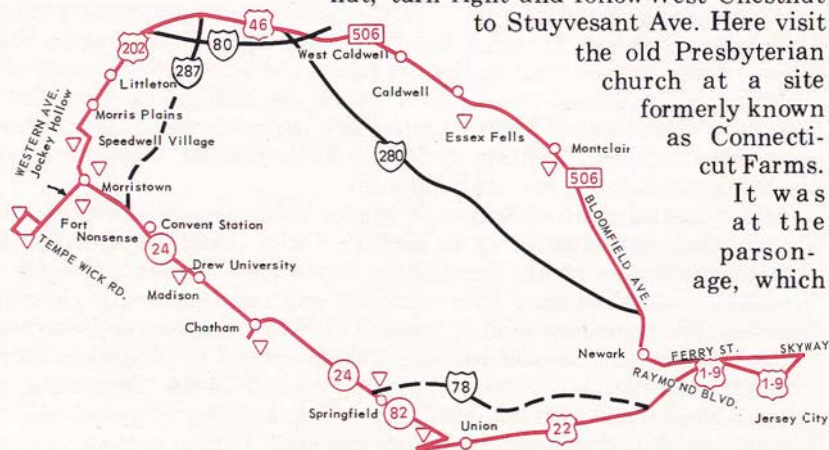 nut, turn right and follow West Chestnut
to Stuyvesant Ave. Here visit
the old Presbyterian
church at a site
formerly known
as Connecti-
cut Farms.
It was
at the
parson-
age, which
46
202
80
506
287
West Caldwell
Littleton
Caldwell
Morris Plains
WESTERN AVE.
Jockey Hollow
Speedwell Village
Essex Fells
Montclair
280
506
Morristown
Fort
Nonsense
Convent Station
24
BLOOMFIELD AVE.
TEMPE WICK RD.
Drew University
Madison
Chatham
Newark
FERRY ST.
SKYWAY
RAYMOND BLVD.
1-9
1-9
Jersey City
24
78
Springfield
82
Union
22